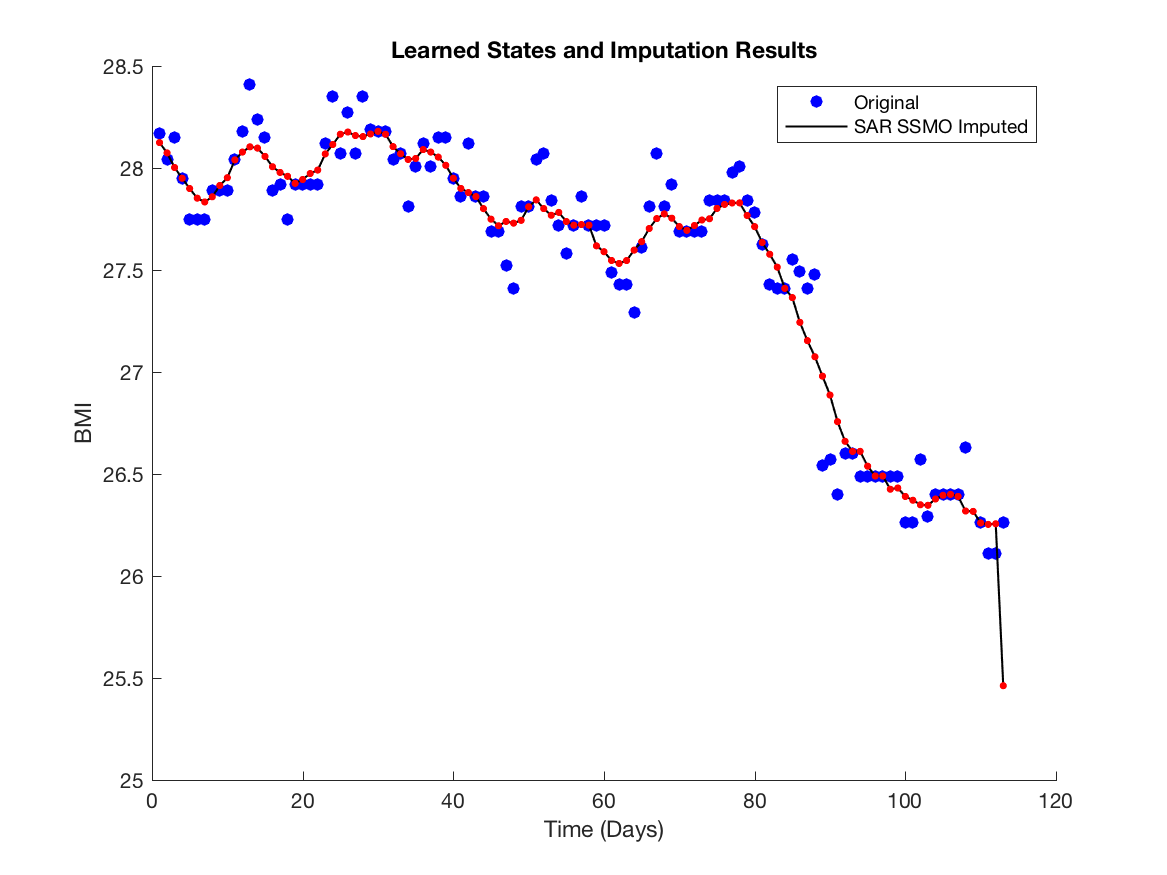 Learned States and Imputation Results
Original
SAR SSMO Imputed
28.5
28
27.5
27
26.5
26
25.5
25
BMI
0 20 40 60 80 100 120
Time (Days)